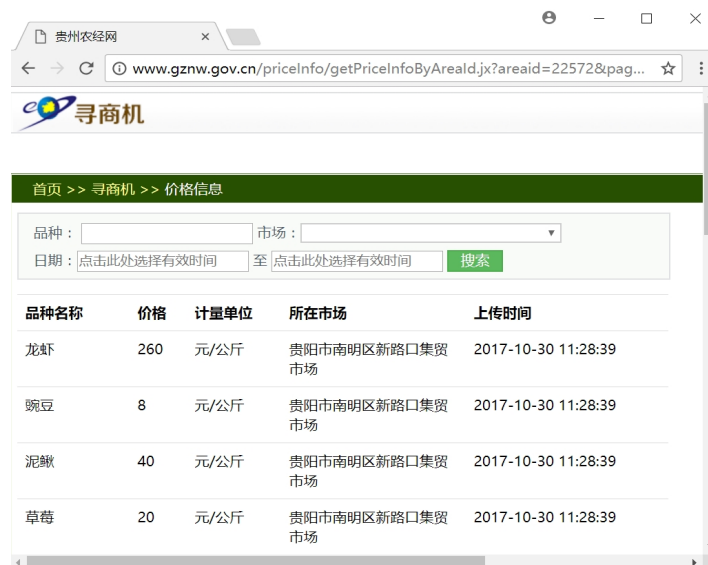 贵州农经网
www.gznw.gov.cn/priceInfo/getPriceInfoByAreaId.jx?areaid=22572&pag...
寻商机
首页 >> 寻商机 >> 价格信息
品种： 市场：
日期： 点击此处选择有效时间 至 点击此处选择有效时间 搜索
品种名称 价格 计量单位 所在市场 上传时间
龙虾 260 元/公斤 贵阳市南明区新路口集贸 2017-10-30 11:28:39
市场
豌豆 8 元/公斤 贵阳市南明区新路口集贸 2017-10-30 11:28:39
市场
泥鳅 40 元/公斤 贵阳市南明区新路口集贸 2017-10-30 11:28:39
市场
草莓 20 元/公斤 贵阳市南明区新路口集贸 2017-10-30 11:28:39
市场